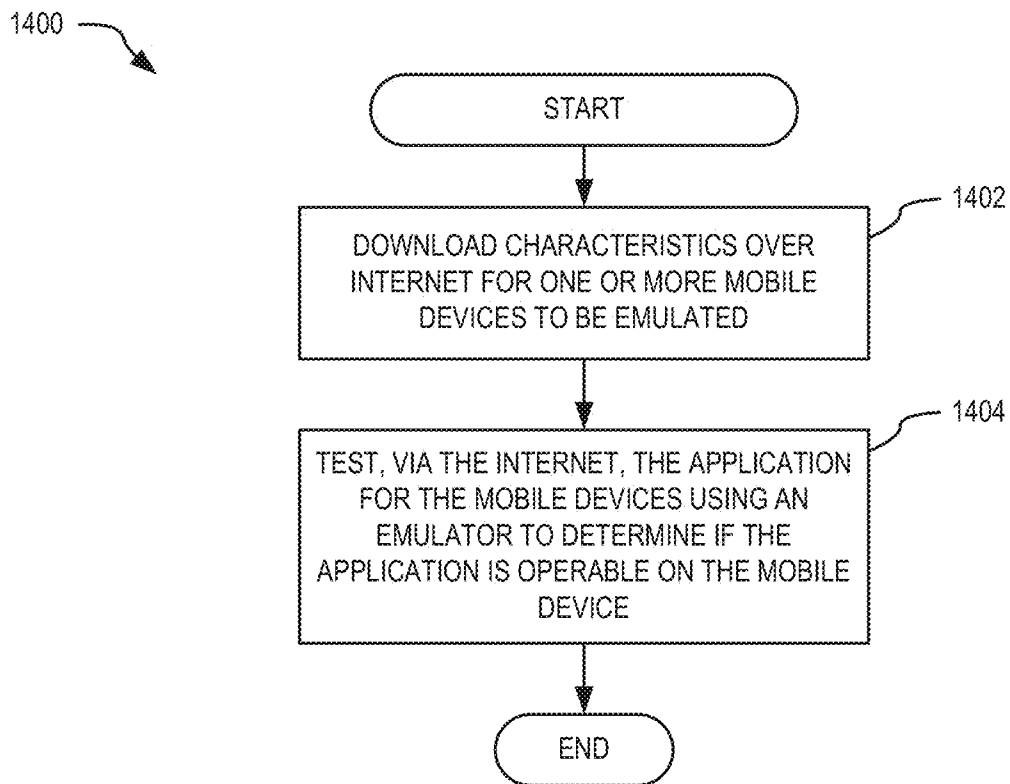 1400
START
1402
DOWNLOAD CHARACTERISTICS OVER
INTERNET FOR ONE OR MORE MOBILE
DEVICES TO BE EMULATED
1404
TEST, VIA THE INTERNET, THE APPLICATION
FOR THE MOBILE DEVICES USING AN
EMULATOR TO DETERMINE IF THE
APPLICATION IS OPERABLE ON THE MOBILE
DEVICE
END